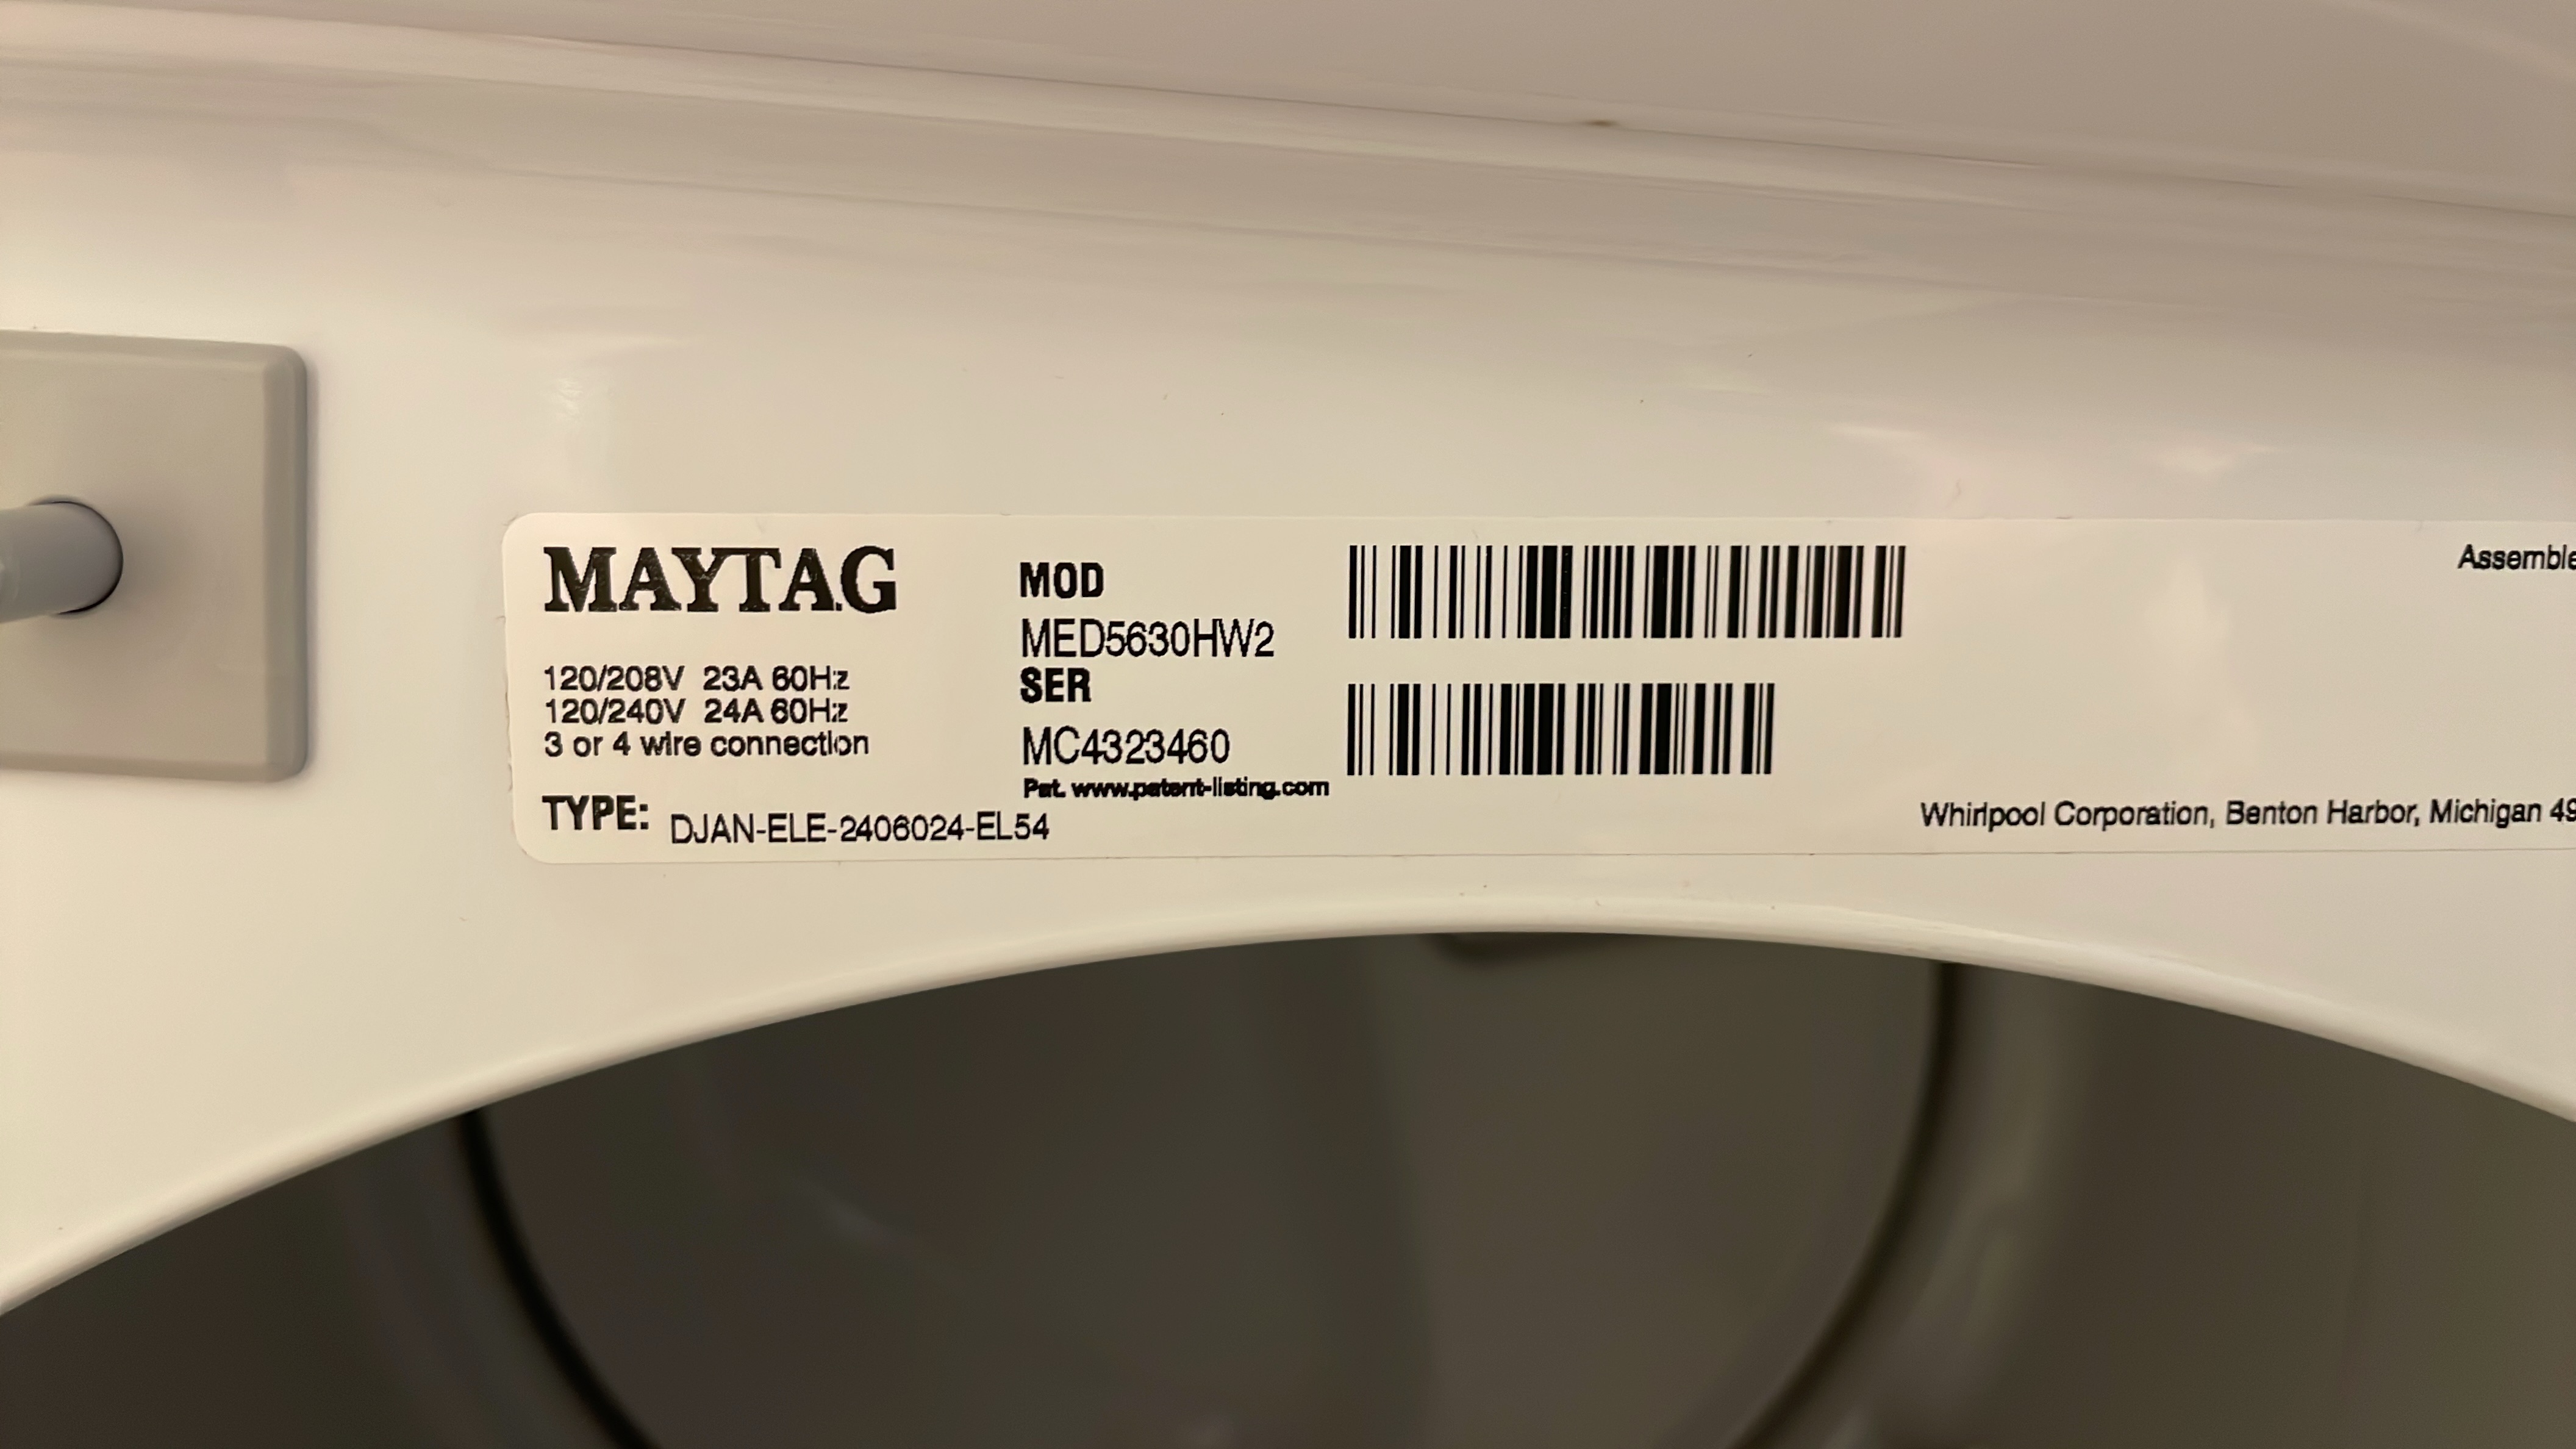 MAYTAG
120/208V 23A 60Hz
120/240V 24A 60Hz
3 or 4 wire connection
TYPE: DJAN-ELE-2406024-EL54
MOD
MED5630HW2
SER
MC4323460
Pat. www.patent-listing.com
Whirlpool Corporation, Benton Harbor, Michigan